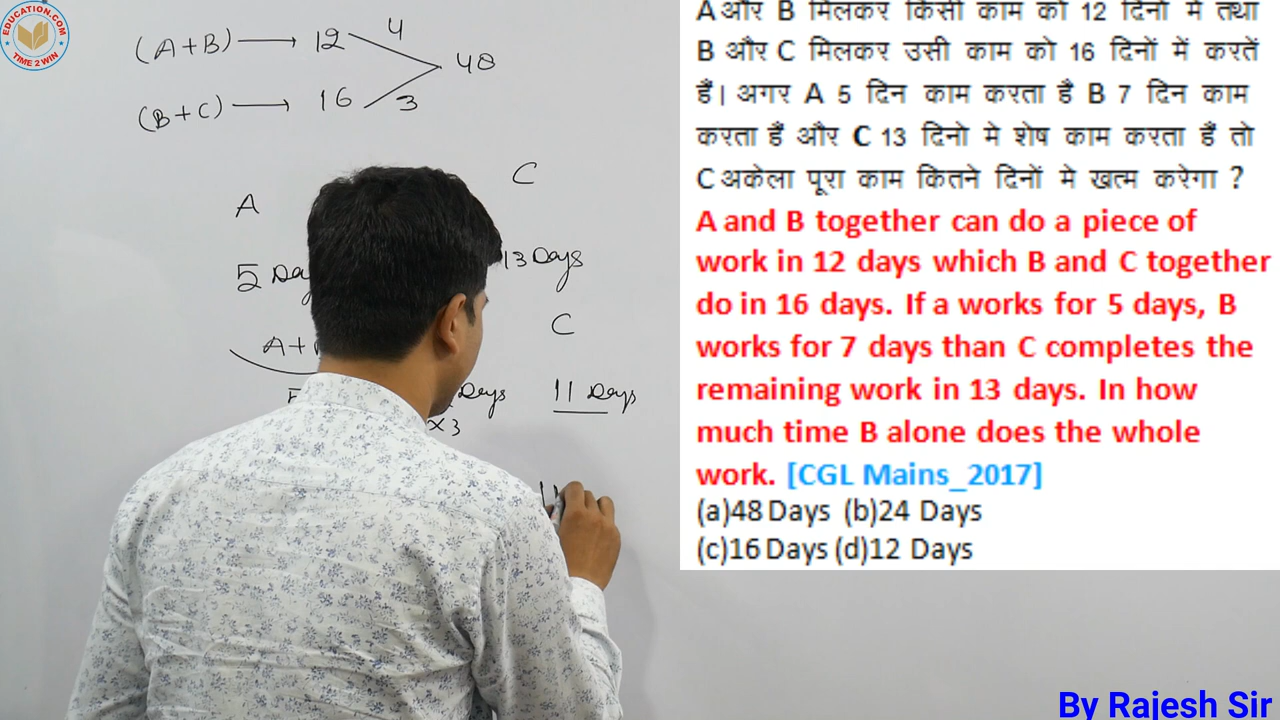 EDUCATION.COM
TIME 2 WIN
(A+B) → 12 4
48
(B+C) → 16 3
A C
5 13 Days
A+ C
Days 11 Days
×3
A और B मिलकर किसी काम को 12 दिनों में तथा
B और C मिलकर उसी काम को 16 दिनों में करतें
हैं। अगर A 5 दिन काम करता है B 7 दिन काम
करता हैं और C 13 दिनो मे शेष काम करता हैं तो
C अकेला पूरा काम कितने दिनों मे खत्म करेगा ?
A and B together can do a piece of
work in 12 days which B and C together
do in 16 days. If a works for 5 days, B
works for 7 days than C completes the
remaining work in 13 days. In how
much time B alone does the whole
work. [CGL Mains_2017]
(a)48 Days (b)24 Days
(c)16 Days (d)12 Days
By Rajesh Sir